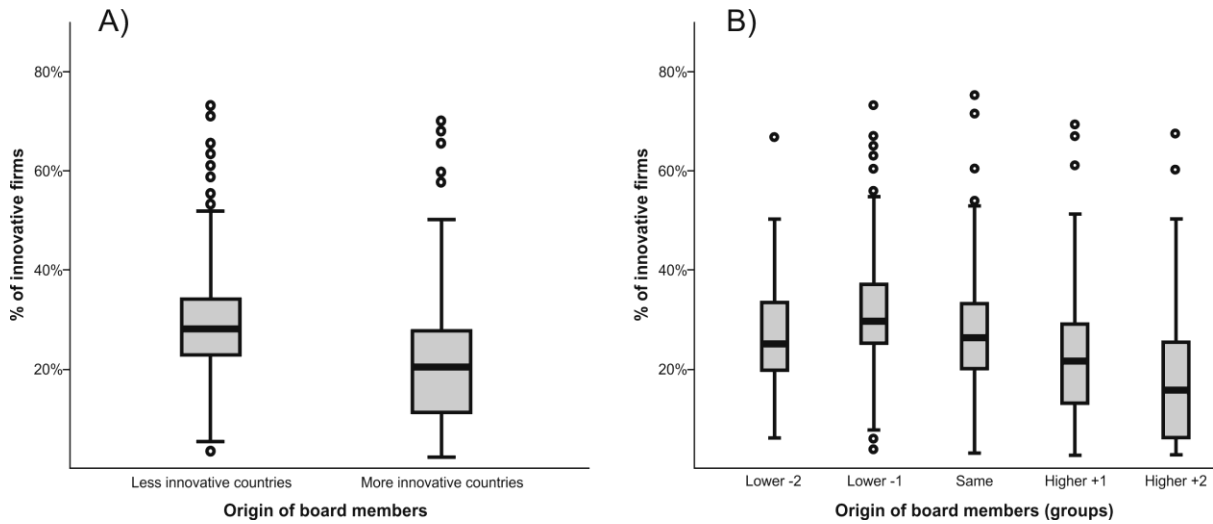 A)
% of innovative firms
80%
60%
40%
20%
Less innovative countries
More innovative countries
Origin of board members
B)
% of innovative firms
80%
60%
40%
20%
Lower -2
Lower -1
Same
Higher +1
Higher +2
Origin of board members (groups)